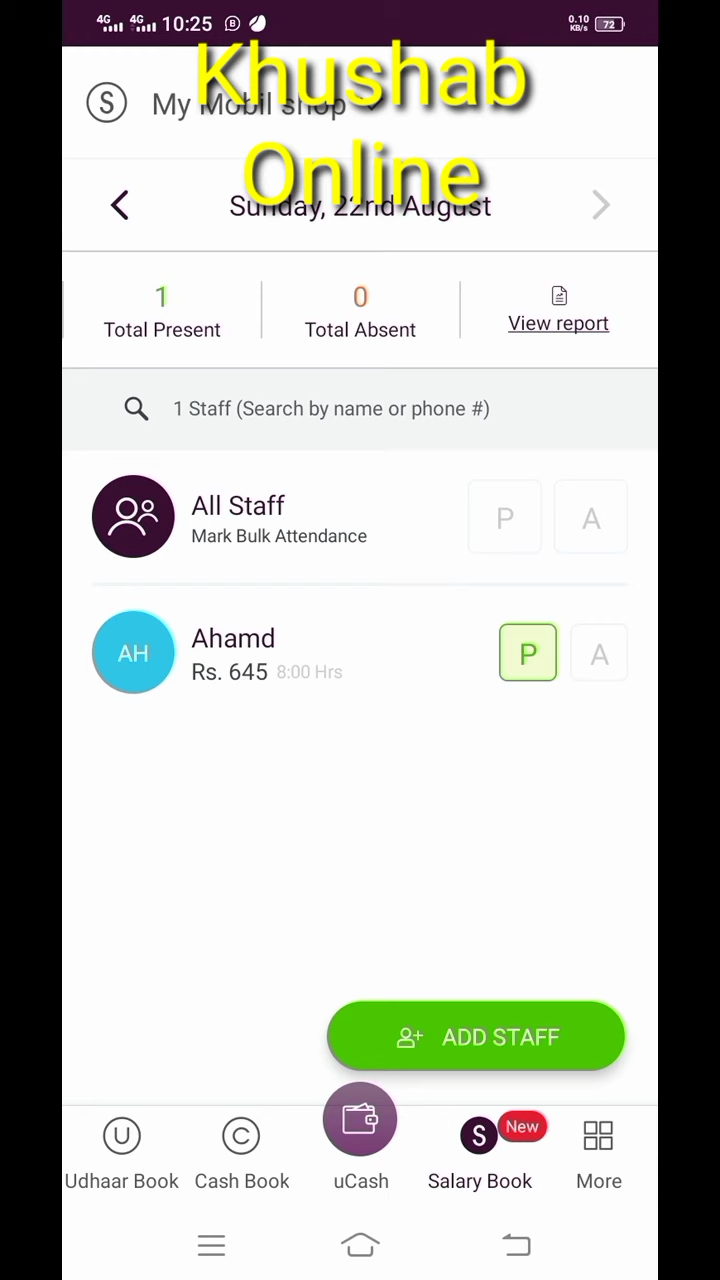 4G 4G 10:25 0.10 KB/s 72
Khushab
S My Mobil shop
Online
Sunday, 22nd August
1 0
Total Present Total Absent View report
1 Staff (Search by name or phone #)
All Staff P A
Mark Bulk Attendance
AH Ahamd P A
Rs. 645 8:00 Hrs
ADD STAFF
U C S New
Udhaar Book Cash Book uCash Salary Book More